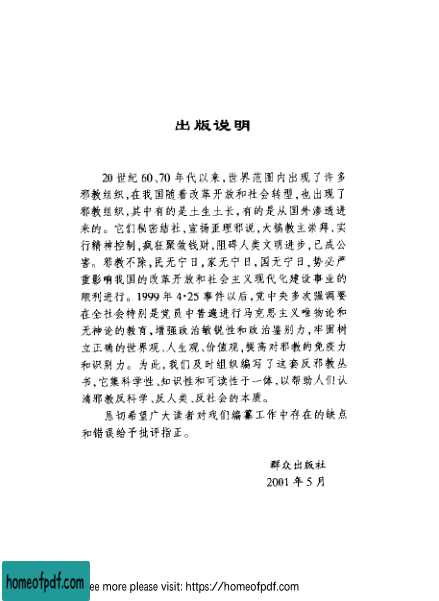 出版说明
20世纪60、70年代以来,世界范围内出现了许多
邪教组织,在我国随着改革开放和社会转型,也出现了
邪教组织,其中有的是土生土长,有的是从国外渗透进
来的。它们秘密结社,宣扬歪理邪说,大搞教主崇拜,实
行精神控制,疯狂聚敛钱财,阻碍人类文明进步,已成公
害。邪教不除,民无宁日,家无宁日,国无宁日,势必严
重影响我国的改革开放和社会主义现代化建设事业的
顺利进行。1999年4·25事件以后,党中央多次强调要
在全社会特别是党员中普遍进行马克思主义唯物论和
无神论的教育,增强政治敏锐性和政治鉴别力,牢固树
立正确的世界观、人生观、价值观,提高对邪教的免疫力
和识别力。为此,我们及时组织编写了这套反邪教丛
书,它集科学性、知识性和可读性于一体,以帮助人们认
清邪教反科学、反人类、反社会的本质。
恳切希望广大读者对我们编纂工作中存在的缺点
和错误给予批评指正。
群众出版社
2001年5月
homeofpdf.com
ee more please visit: https://homeofpdf.com